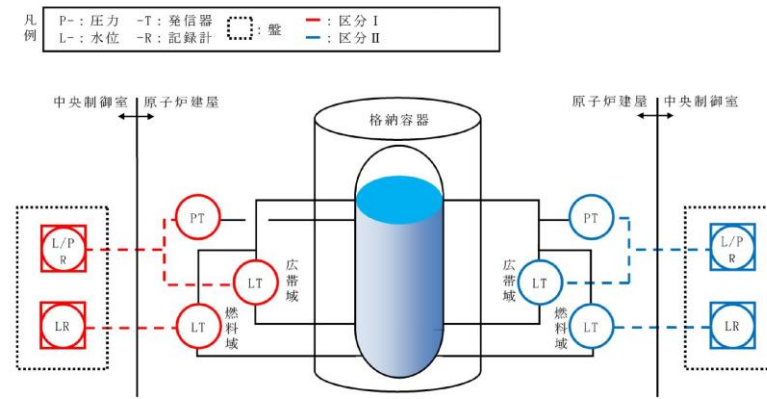 凡例
P-：圧力 -T：発信器 ：盤 ：区分Ⅰ
L-：水位 -R：記録計 ：区分Ⅱ
中央制御室 原子炉建屋
格納容器
原子炉建屋 中央制御室
PT
PT
L/P
R
L/P
R
LT
広帯域
広帯域
LT
LR
LT
燃料域
燃料域
LT
LR